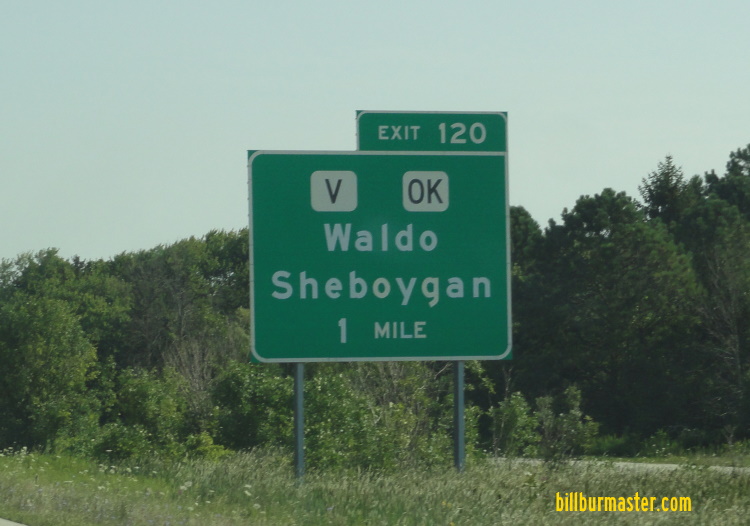 EXIT 120
V OK
Waldo
Sheboygan
1 MILE
billburmaster.com